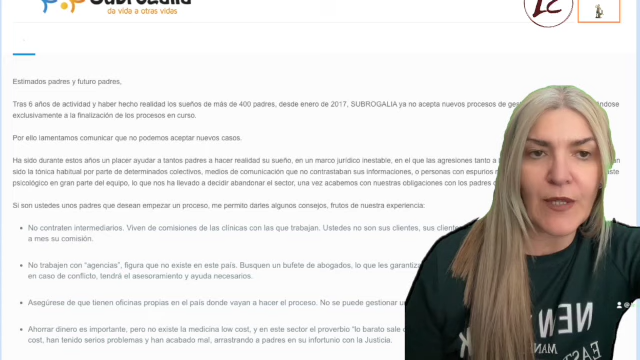 Subrogalia
da vida a otras vidas
LC
Estimados padres y futuro padres,
Tras 6 años de actividad y haber hecho realidad los sueños de más de 400 padres, desde enero de 2017, SUBROGALIA ya no acepta nuevos procesos de
exclusivamente a la finalización de los procesos en curso.
Por ello lamentamos comunicar que no podemos aceptar nuevos casos.
Ha sido durante estos años un placer ayudar a tantos padres a hacer realidad su sueño, en un marco jurídico inestable, en el que las agresiones tanto a
sido la tónica habitual por parte de determinados colectivos, medios de comunicación que no contrastaban sus informaciones, o personas con espurios
psicológico en gran parte del equipo, lo que nos ha llevado a decidir abandonar el sector, una vez acabemos con nuestras obligaciones con los padres
Si son ustedes unos padres que desean empezar un proceso, me permito darles algunos consejos, frutos de nuestra experiencia:
• No contraten intermediarios. Viven de comisiones de las clínicas con las que trabajan. Ustedes no son sus clientes, sus
a mes su comisión.
• No trabajen con "agencias", figura que no existe en este país. Busquen un bufete de abogados, lo que les
en caso de conflicto, tendrá el asesoramiento y ayuda necesarios.
• Asegúrese de que tienen oficinas propias en el país donde vayan a hacer el proceso. No se puede gestionar
• Ahorrar dinero es importante, pero no existe la medicina low cost, y en este sector el proverbio "lo barato sale
cost, han tenido serios problemas y han acabado mal, arrastrando a padres en su infortunio con la Justicia.
NEW
EAS
MAN